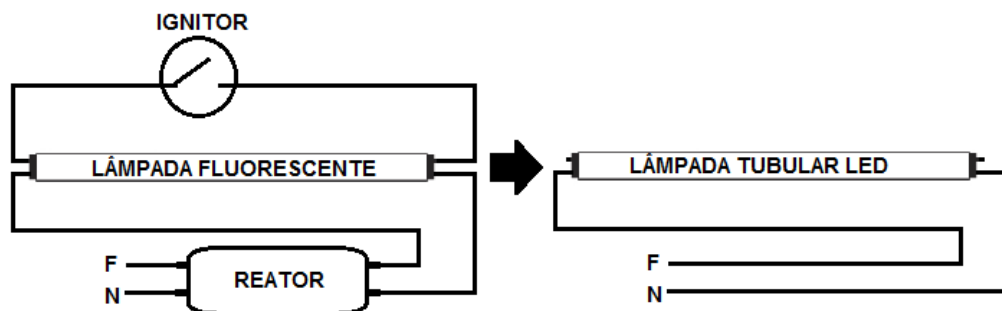 IGNITOR
LÂMPADA FLUORESCENTE
F
N
REATOR
LÂMPADA TUBULAR LED
F
N